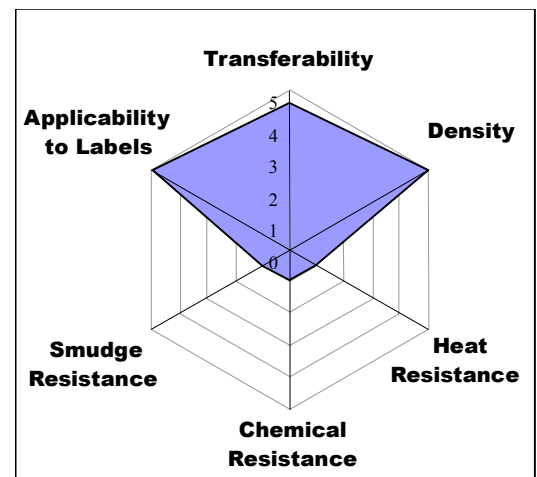 Transferability
5
Applicability
to Labels
Density
4
3
2
1
0
Smudge
Resistance
Heat
Resistance
Chemical
Resistance